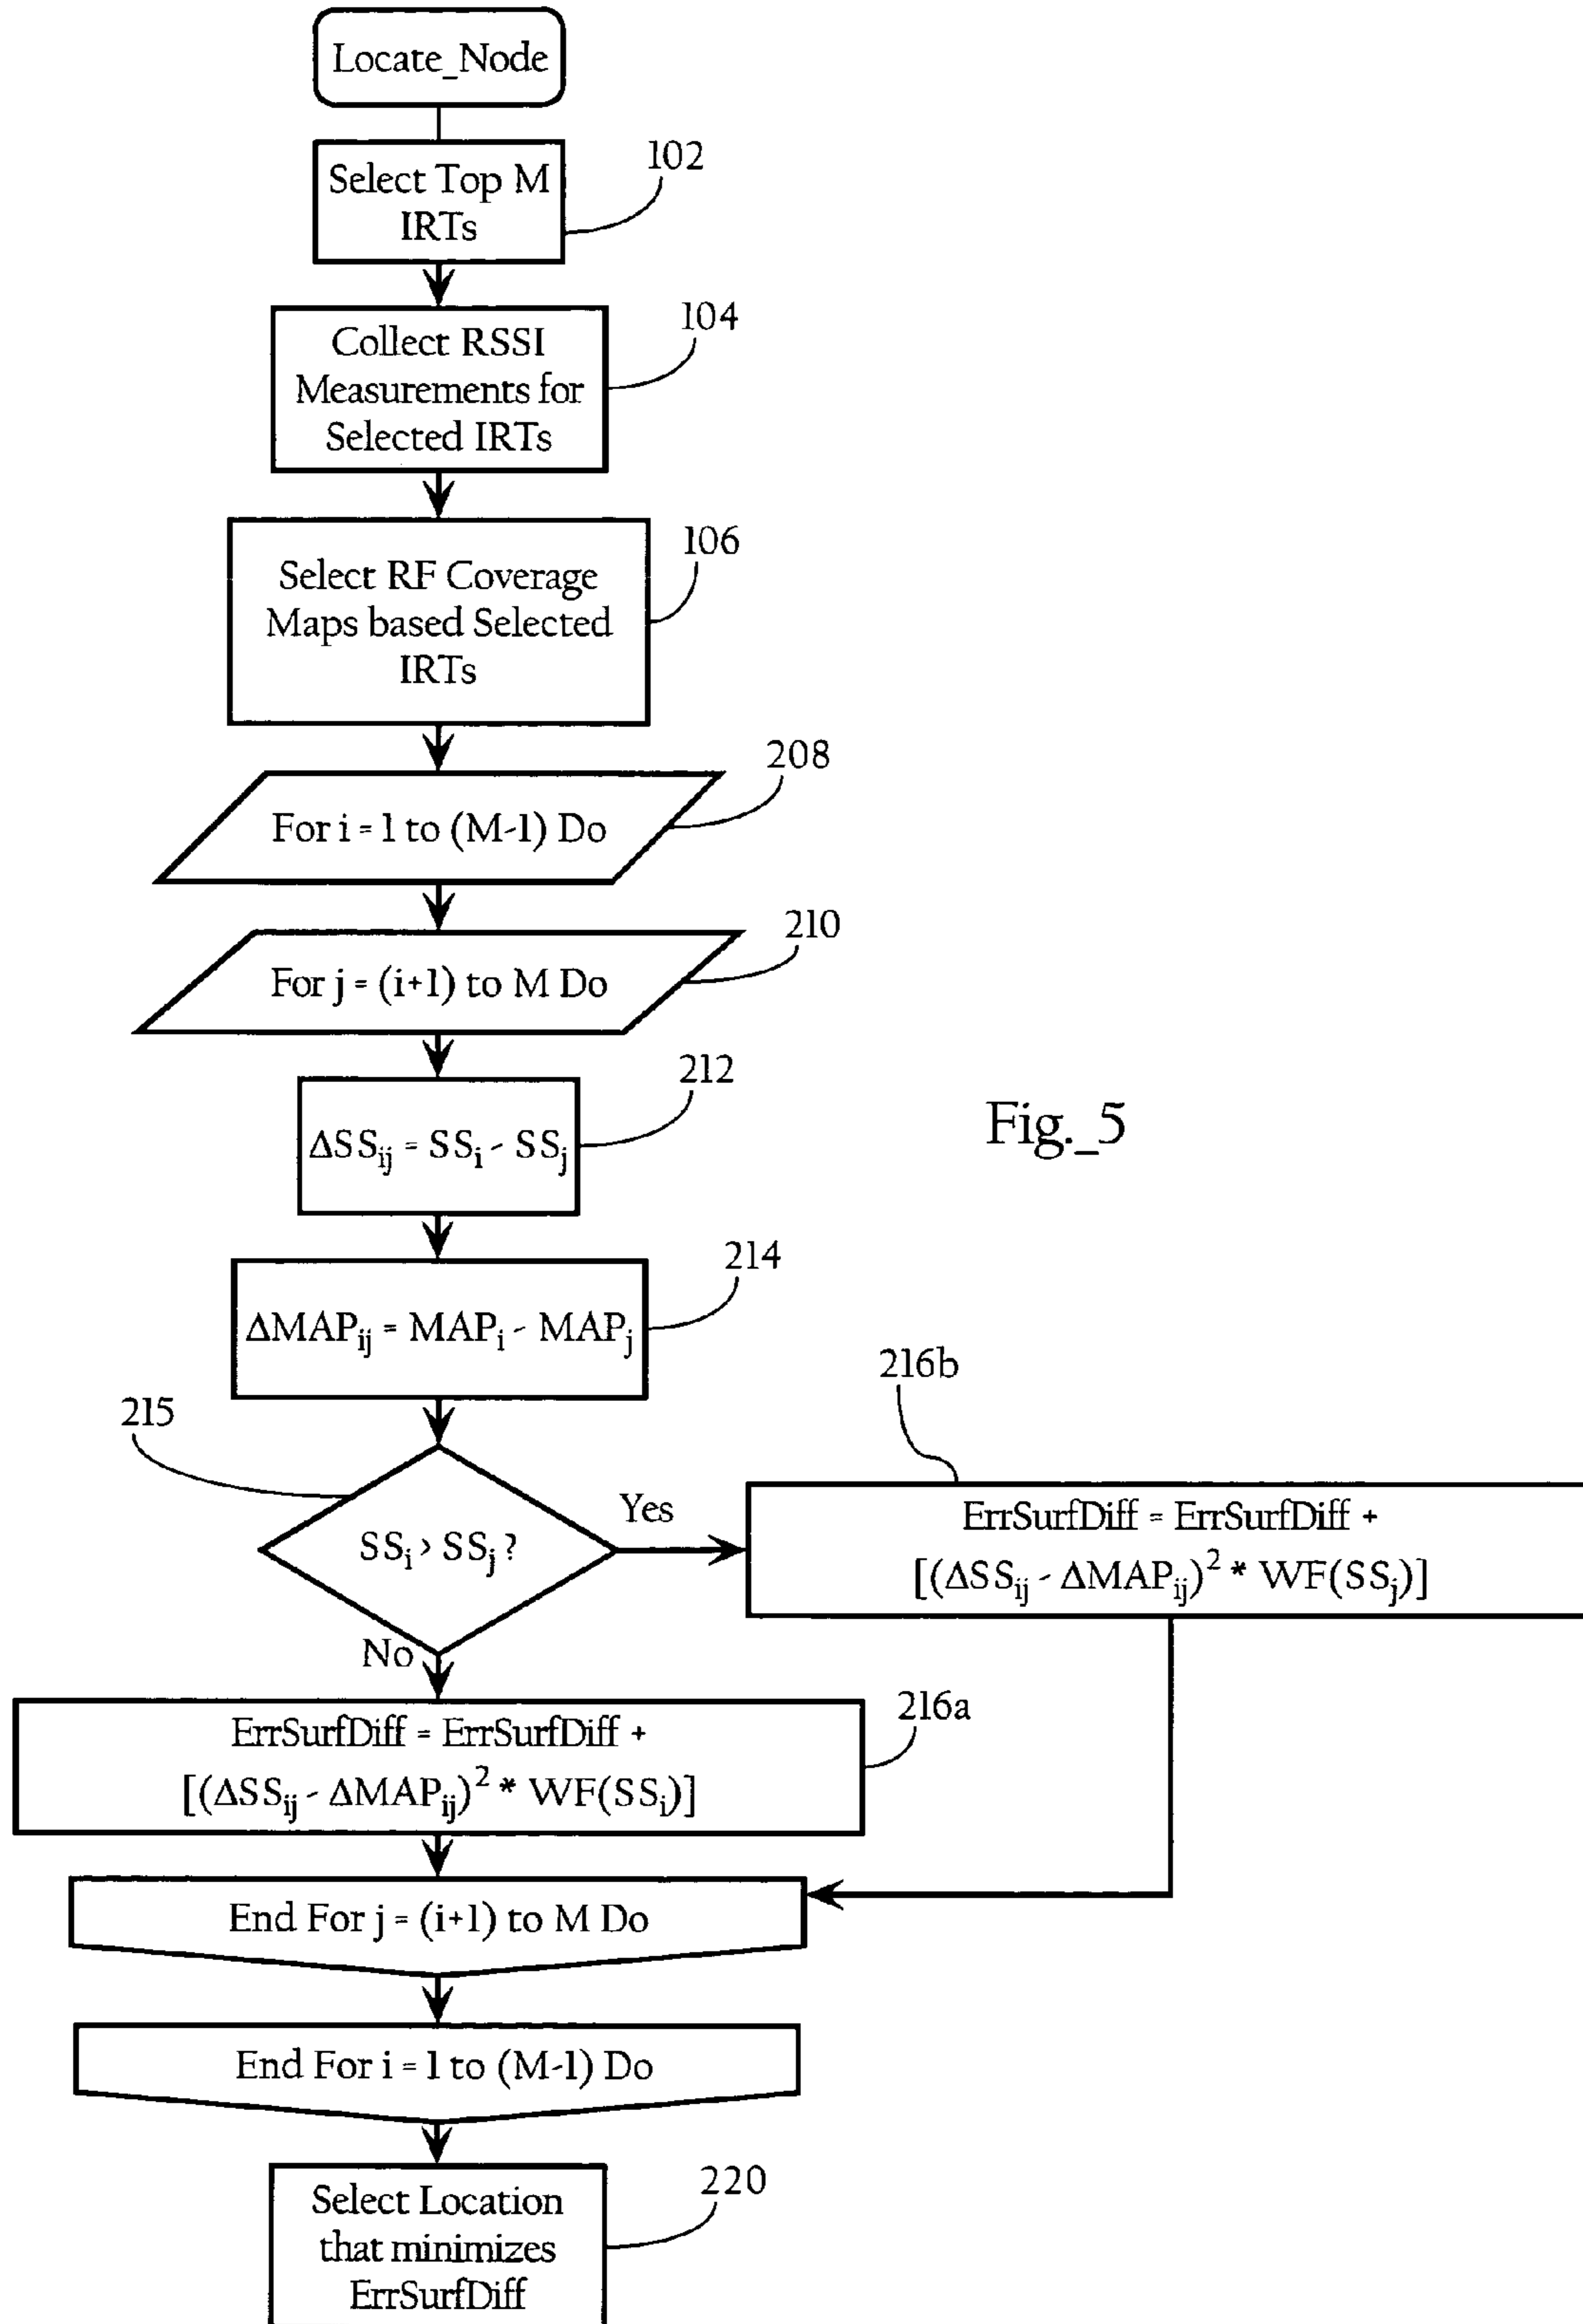 Locate_Node
102
Select Top M
IRTs
104
Collect RSSI
Measurements for
Selected IRTs
106
Select RF Coverage
Maps based Selected
IRTs
208
For i = 1 to (M-1) Do
210
For j = (i+1) to M Do
212
ΔSSij = SSi - SSj
Fig._5
214
ΔMAPij = MAPi - MAPj
215
216b
SSi > SSj ?
Yes
No
ErrSurfDiff = ErrSurfDiff +
[(ΔSSij - ΔMAPij)² * WF(SSj)]
216a
ErrSurfDiff = ErrSurfDiff +
[(ΔSSij - ΔMAPij)² * WF(SSi)]
End For j = (i+1) to M Do
End For i = 1 to (M-1) Do
220
Select Location
that minimizes
ErrSurfDiff